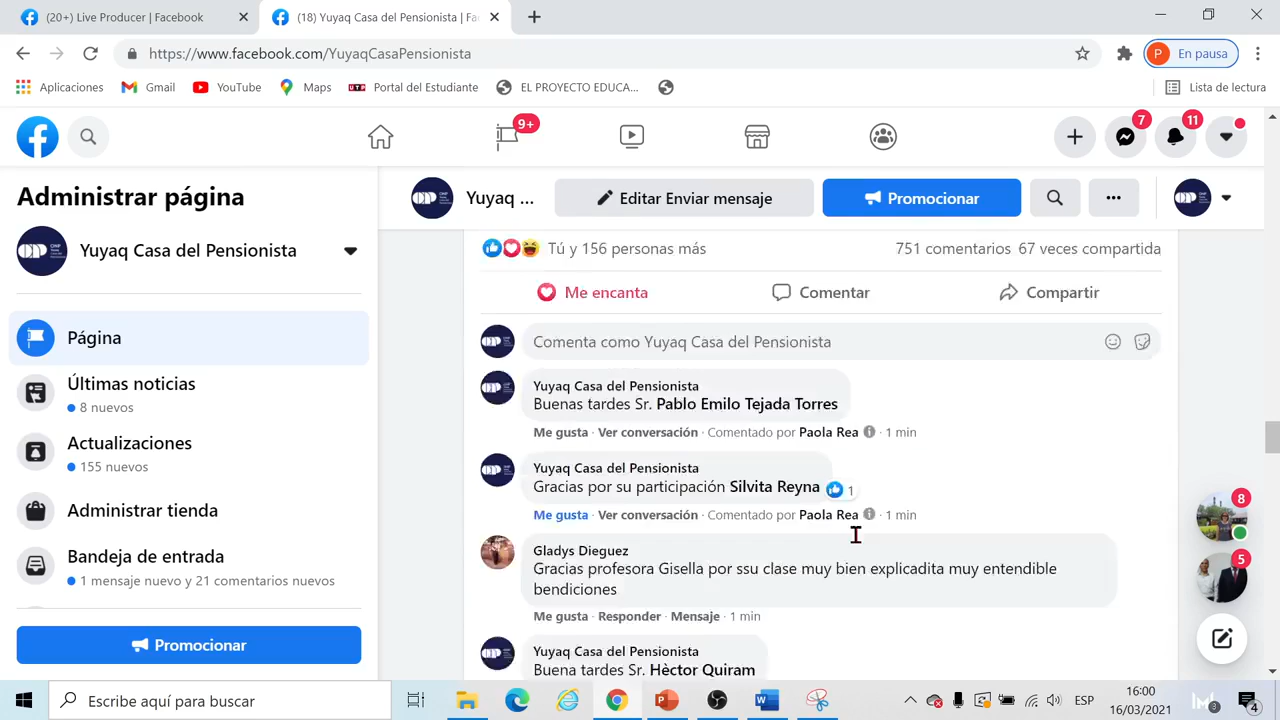 (20+) Live Producer | Facebook
(18) Yuyaq Casa del Pensionista | Fa
https://www.facebook.com/YuyaqCasaPensionista
P
En pausa
Aplicaciones
Gmail
YouTube
Maps
UTP
Portal del Estudiante
EL PROYECTO EDUCA...
Lista de lectura
9+
7
11
Administrar página
Yuyaq ...
Editar Enviar mensaje
Promocionar
Yuyaq Casa del Pensionista
Tú y 156 personas más
751 comentarios
67 veces compartida
Me encanta
Comentar
Compartir
Página
Comenta como Yuyaq Casa del Pensionista
Últimas noticias
8 nuevos
Yuyaq Casa del Pensionista
Buenas tardes Sr. Pablo Emilo Tejada Torres
Me gusta · Ver conversación · Comentado por Paola Rea · 1 min
Actualizaciones
155 nuevos
Yuyaq Casa del Pensionista
Gracias por su participación Silvita Reyna
1
Me gusta · Ver conversación · Comentado por Paola Rea · 1 min
Administrar tienda
8
Bandeja de entrada
1 mensaje nuevo y 21 comentarios nuevos
Gladys Dieguez
Gracias profesora Gisella por ssu clase muy bien explicadita muy entendible
bendiciones
Me gusta · Responder · Mensaje · 1 min
5
Promocionar
Yuyaq Casa del Pensionista
Buena tardes Sr. Hèctor Quiram
Escribe aquí para buscar
ESP
16:00
16/03/2021
3
4